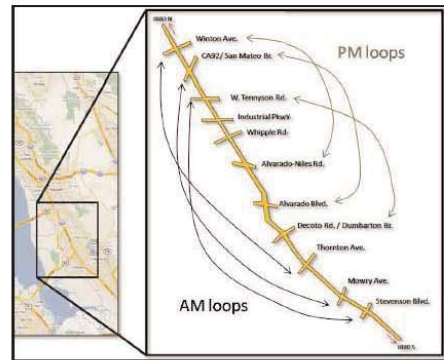 I880 N
Winton Ave.
CA92/ San Mateo Br.
PM loops
W. Tennyson Rd.
Industrial Pkwy
Whipple Rd.
Alvarado-Niles Rd.
Alvarado Blvd.
Decoto Rd. / Dumbarton Br.
Thornton Ave.
Mowry Ave.
AM loops
Stevenson Blvd.
I880 S